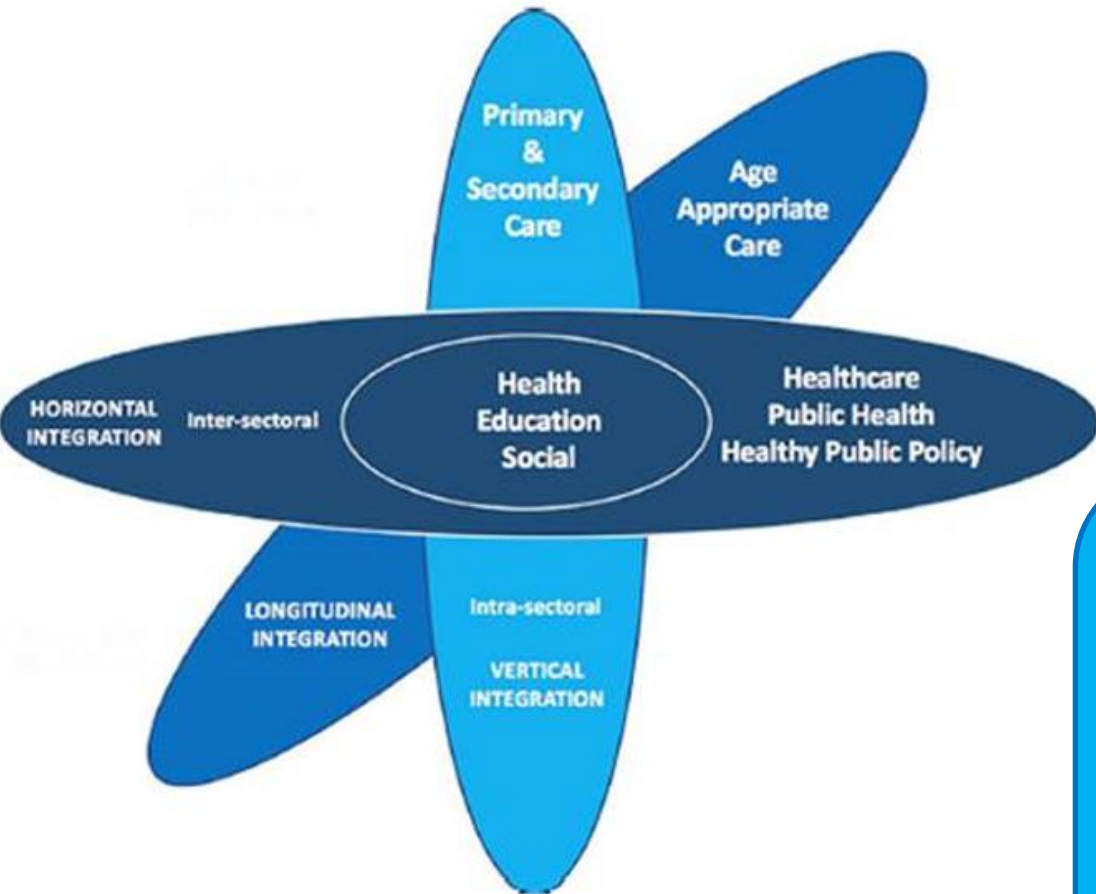 Primary
&
Secondary
Care
Age
Appropriate
Care
HORIZONTAL
INTEGRATION
Inter-sectoral
Health
Education
Social
Healthcare
Public Health
Healthy Public Policy
LONGITUDINAL
INTEGRATION
Intra-sectoral
VERTICAL
INTEGRATION